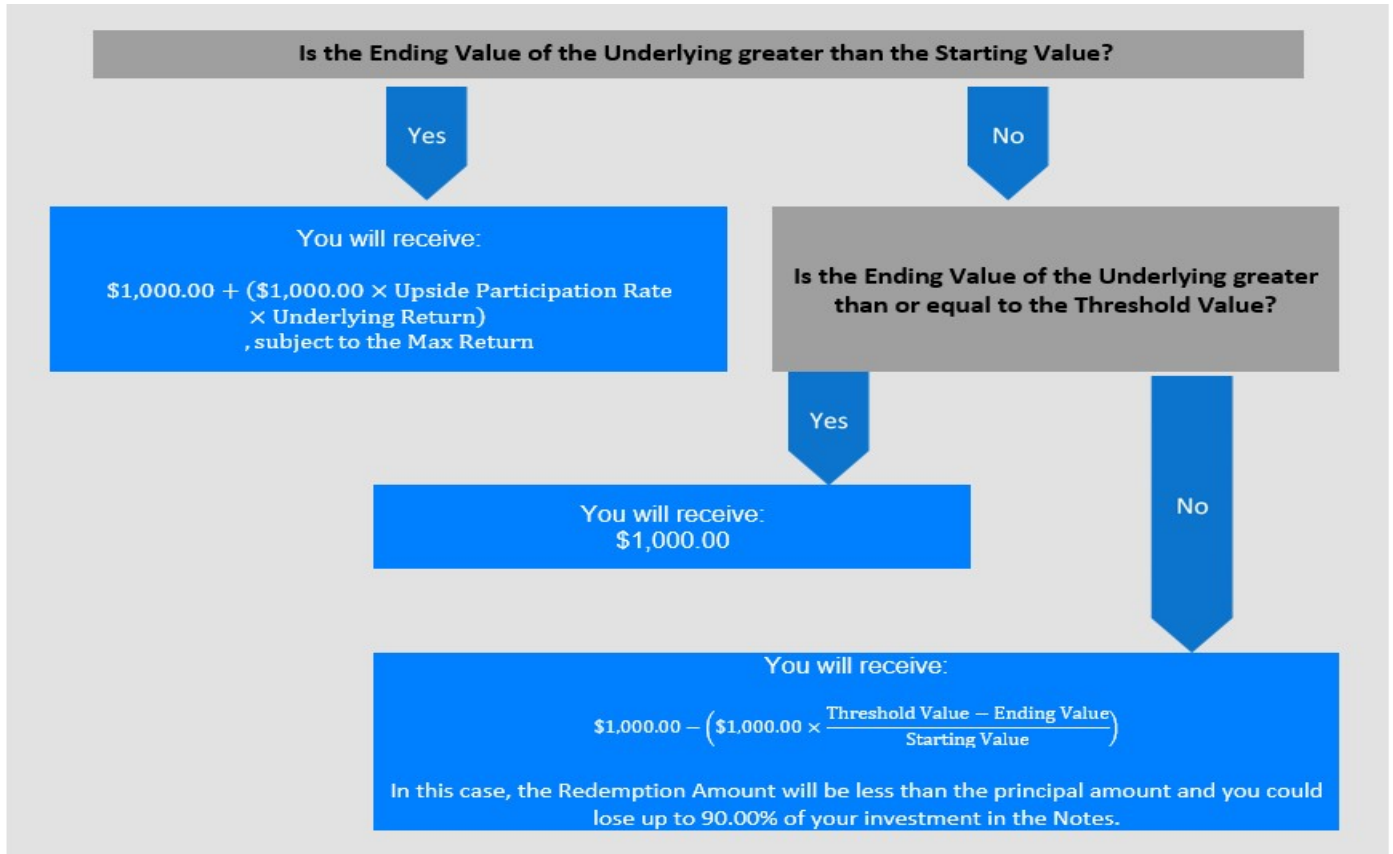 Is the Ending Value of the Underlying greater than the Starting Value?
Yes
No
You will receive:
$1,000.00 + ($1,000.00 × Upside Participation Rate
× Underlying Return)
, subject to the Max Return
Is the Ending Value of the Underlying greater
than or equal to the Threshold Value?
Yes
No
You will receive:
$1,000.00
You will receive:
$1,000.00 − ($1,000.00 × (Threshold Value − Ending Value) / Starting Value)
In this case, the Redemption Amount will be less than the principal amount and you could
lose up to 90.00% of your investment in the Notes.